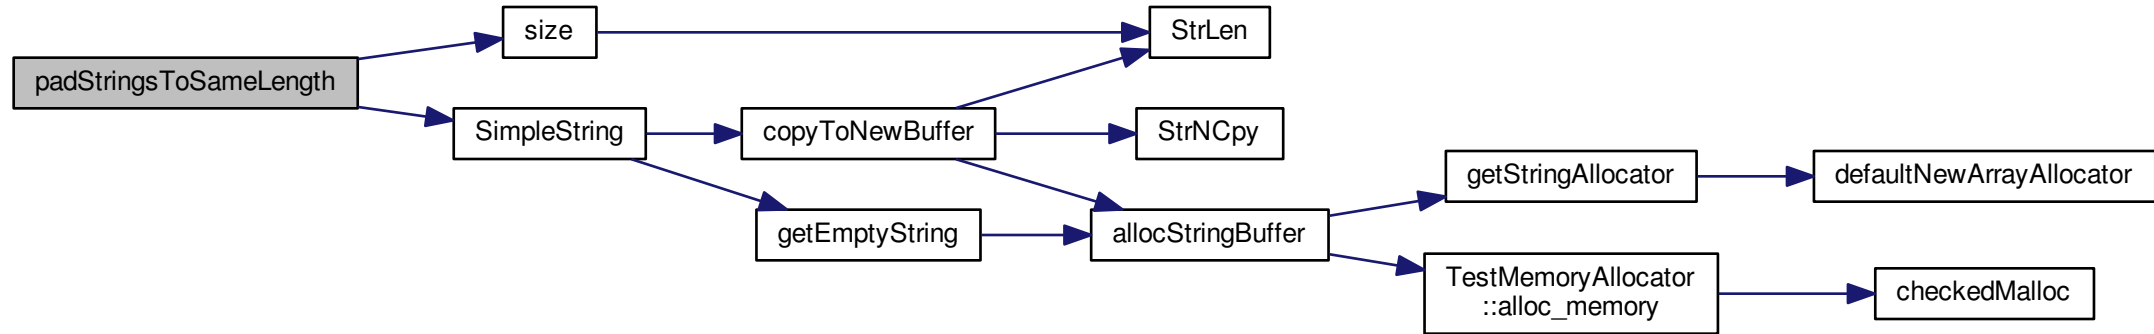 padStringsToSameLength
size
SimpleString
copyToNewBuffer
getEmptyString
StrLen
StrNCpy
allocStringBuffer
getStringAllocator
TestMemoryAllocator
::alloc_memory
defaultNewArrayAllocator
checkedMalloc